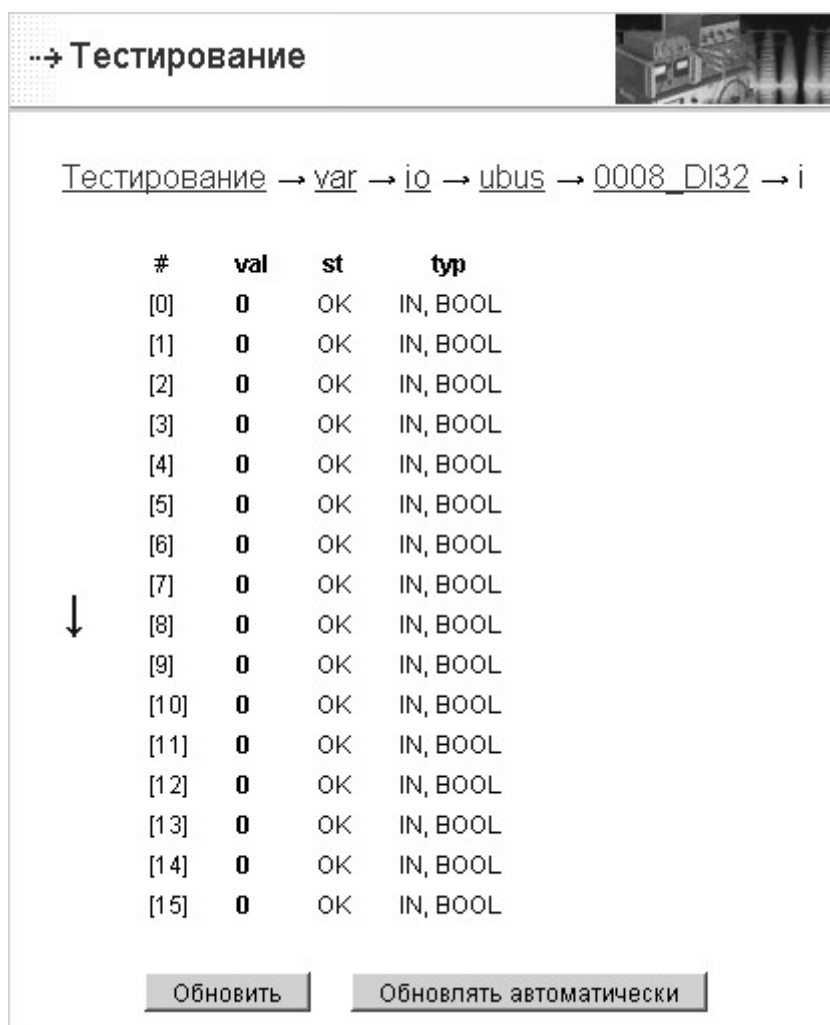 ⇢ Тестирование
Тестирование → var → io → ubus → 0008_DI32 → i
# val st typ
[0] 0 OK IN, BOOL
[1] 0 OK IN, BOOL
[2] 0 OK IN, BOOL
[3] 0 OK IN, BOOL
[4] 0 OK IN, BOOL
[5] 0 OK IN, BOOL
[6] 0 OK IN, BOOL
[7] 0 OK IN, BOOL
↓
[8] 0 OK IN, BOOL
[9] 0 OK IN, BOOL
[10] 0 OK IN, BOOL
[11] 0 OK IN, BOOL
[12] 0 OK IN, BOOL
[13] 0 OK IN, BOOL
[14] 0 OK IN, BOOL
[15] 0 OK IN, BOOL
Обновить Обновлять автоматически